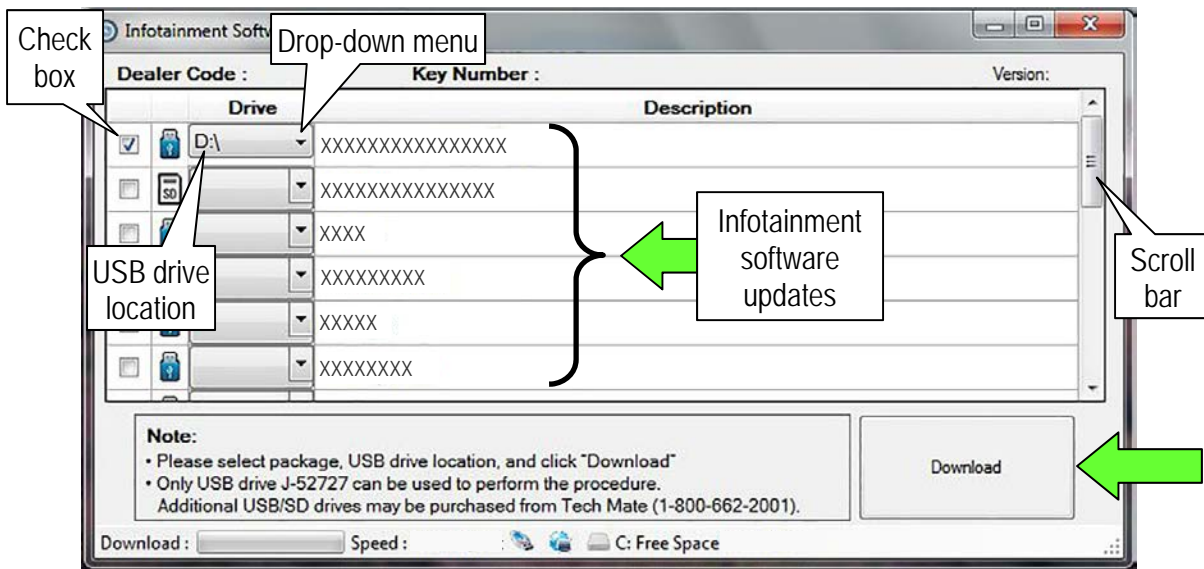 Infotainment Softw
Check box
Drop-down menu
Dealer Code :
Key Number :
Version:
Drive
Description
D:\
XXXXXXXXXXXXXXXX
SD
XXXXXXXXXXXXXXX
XXXX
XXXXXXXXX
XXXXX
XXXXXXXX
USB drive
location
Infotainment
software
updates
Scroll
bar
Note:
• Please select package, USB drive location, and click "Download"
• Only USB drive J-52727 can be used to perform the procedure.
Additional USB/SD drives may be purchased from Tech Mate (1-800-662-2001).
Download
Download :
Speed :
: C: Free Space